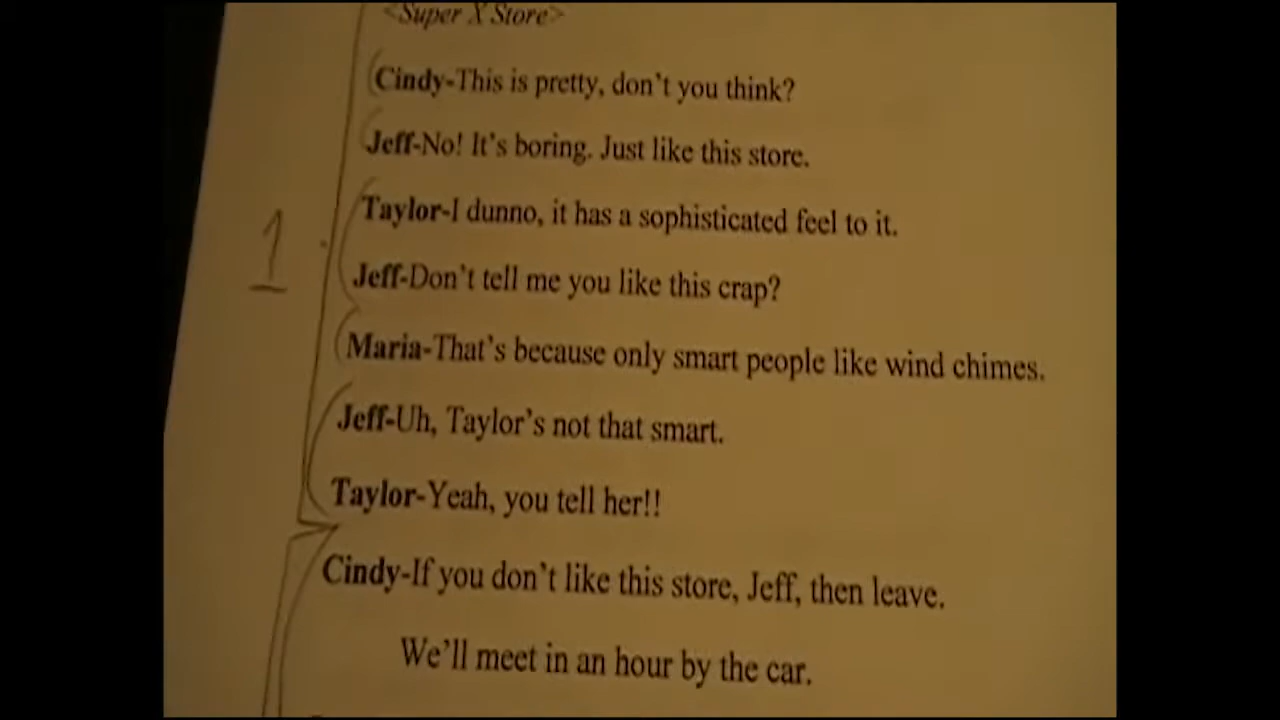 <Super X Store>
Cindy-This is pretty, don't you think?
Jeff-No! It's boring. Just like this store.
Taylor-I dunno, it has a sophisticated feel to it.
1
Jeff-Don't tell me you like this crap?
Maria-That's because only smart people like wind chimes.
Jeff-Uh, Taylor's not that smart.
Taylor-Yeah, you tell her!!
Cindy-If you don't like this store, Jeff, then leave.
We'll meet in an hour by the car.